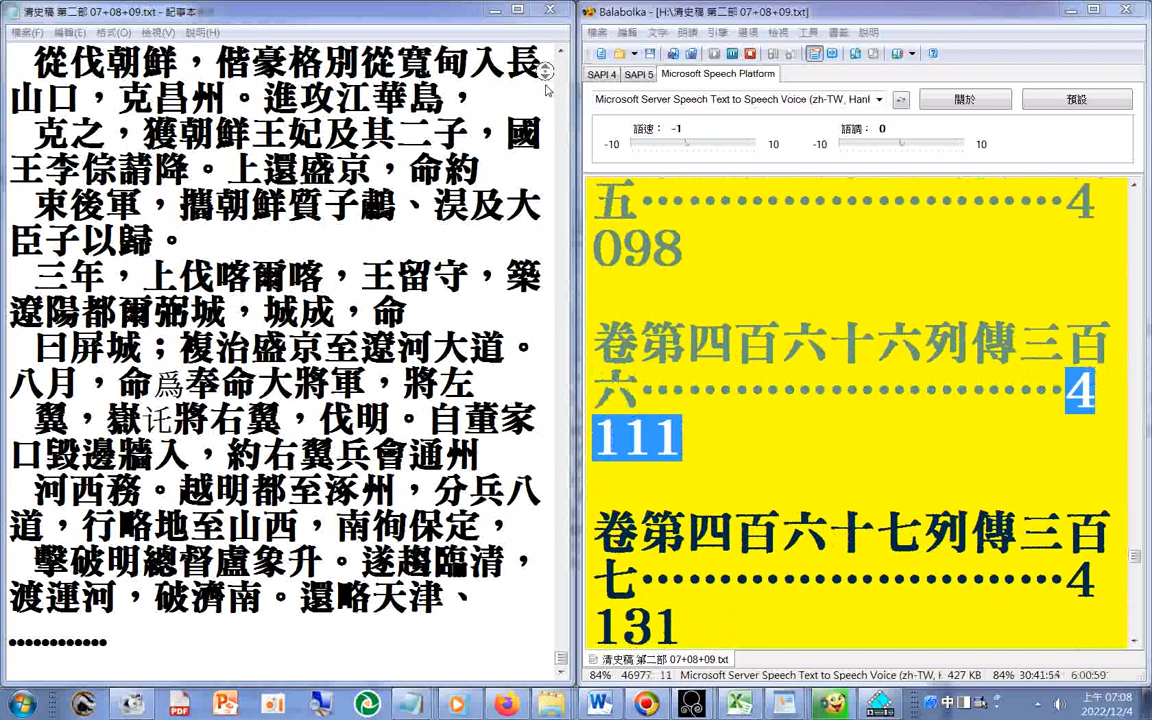 清史稿 第二部 07+08+09.txt - 記事本
檔案(F) 編輯(E) 格式(O) 檢視(V) 說明(H)
從伐朝鮮，偕豪格別從寬甸入長
山口，克昌州。進攻江華島，
克之，獲朝鮮王妃及其二子，國
王李倧請降。上還盛京，命約
束後軍，攜朝鮮質子、淏及大
臣子以歸。
三年，上伐喀爾喀，王留守，築
遼陽都爾弼城，城成，命
曰屏城；複治盛京至遼河大道。
八月，命爲奉命大將軍，將左
翼，嶽讬將右翼，伐明。自董家
口毀邊牆入，約右翼兵會通州
河西務。越明都至涿州，分兵八
道，行略地至山西，南徇保定，
擊破明總督盧象升。遂趨臨清，
渡運河，破濟南。還略天津、
••••••••••••
Balabolka - [H:\清史稿 第二部 07+08+09.txt]
檔案 編輯 文字 朗讀 引擎 選項 檢視 工具 書籤 說明
SAPI 4 SAPI 5 Microsoft Speech Platform
Microsoft Server Speech Text to Speech Voice (zh-TW, Hanl
關於 預設
語速： -1 語調： 0
-10 10 -10 10
五••••••••••••••••••••••••••••••••••4
098
卷第四百六十六列傳三百
六••••••••••••••••••••••••••••••••••4
111
卷第四百六十七列傳三百
七••••••••••••••••••••••••••••••••••4
131
清史稿 第二部 07+08+09.txt
84% 46977: 11 Microsoft Server Speech Text to Speech Voice (zh-TW, H 427 KB 84% 30:41:54 6:00:59
中
上午 07:08
2022/12/4